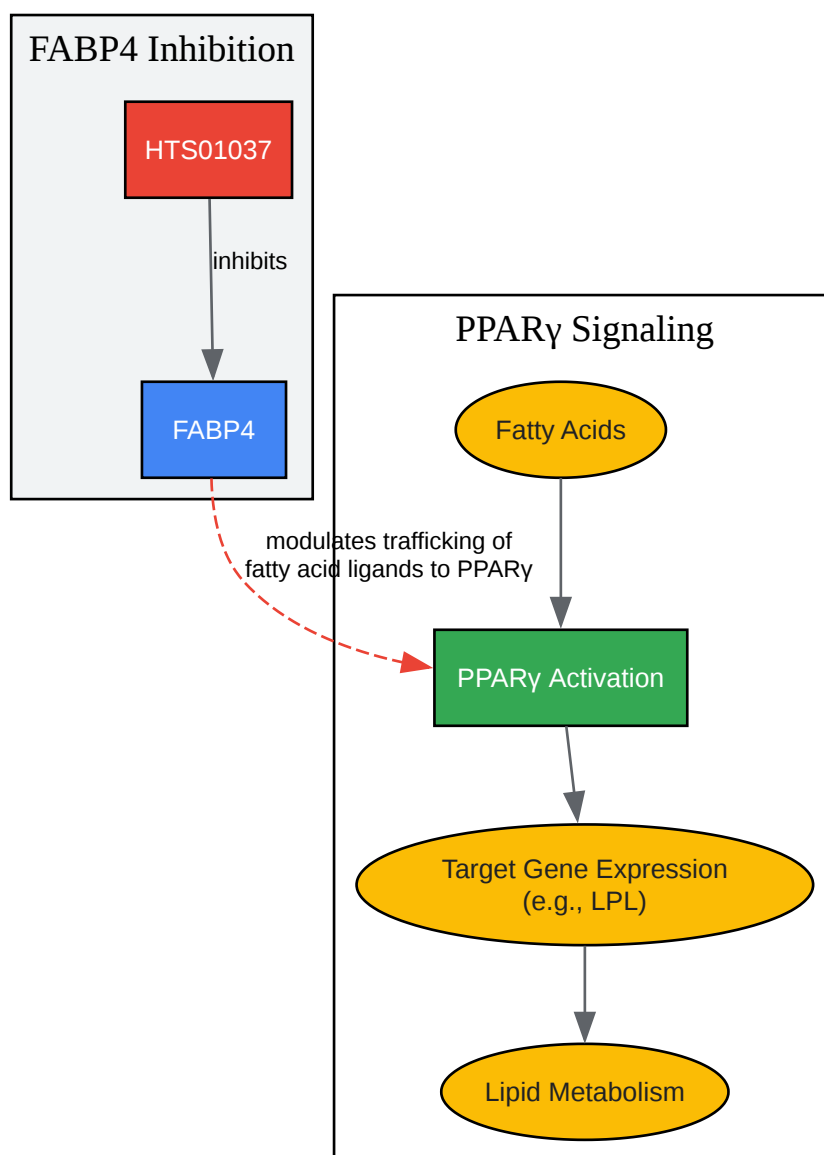 FABP4 Inhibition
HTS01037
inhibits
FABP4
PPARγ Signaling
Fatty Acids
modulates trafficking of
fatty acid ligands to PPARγ
PPARγ Activation
Target Gene Expression
(e.g., LPL)
Lipid Metabolism